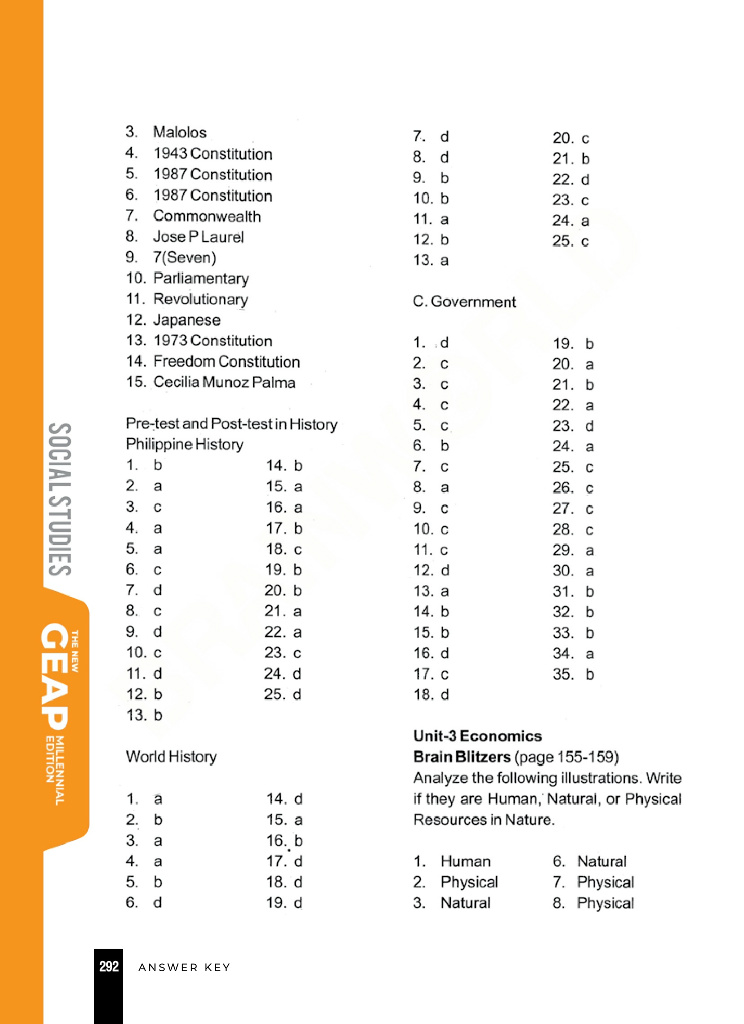 3. Malolos
4. 1943 Constitution
5. 1987 Constitution
6. 1987 Constitution
7. Commonwealth
8. Jose P Laurel
9. 7(Seven)
10. Parliamentary
11. Revolutionary
12. Japanese
13. 1973 Constitution
14. Freedom Constitution
15. Cecilia Munoz Palma
Pre-test and Post-test in History
Philippine History
1. b 14. b
2. a 15. a
3. c 16. a
4. a 17. b
5. a 18. c
6. c 19. b
7. d 20. b
8. c 21. a
9. d 22. a
10. c 23. c
11. d 24. d
12. b 25. d
13. b
World History
1. a 14. d
2. b 15. a
3. a 16. b
4. a 17. d
5. b 18. d
6. d 19. d
7. d 20. c
8. d 21. b
9. b 22. d
10. b 23. c
11. a 24. a
12. b 25. c
13. a
C. Government
1. d 19. b
2. c 20. a
3. c 21. b
4. c 22. a
5. c 23. d
6. b 24. a
7. c 25. c
8. a 26. c
9. c 27. c
10. c 28. c
11. c 29. a
12. d 30. a
13. a 31. b
14. b 32. b
15. b 33. b
16. d 34. a
17. c 35. b
18. d
Unit-3 Economics
Brain Blitzers (page 155-159)
Analyze the following illustrations. Write
if they are Human, Natural, or Physical
Resources in Nature.
1. Human 6. Natural
2. Physical 7. Physical
3. Natural 8. Physical
SOCIAL STUDIES
THE NEW
GEAP
MILLENNIAL
EDITION
292 ANSWER KEY